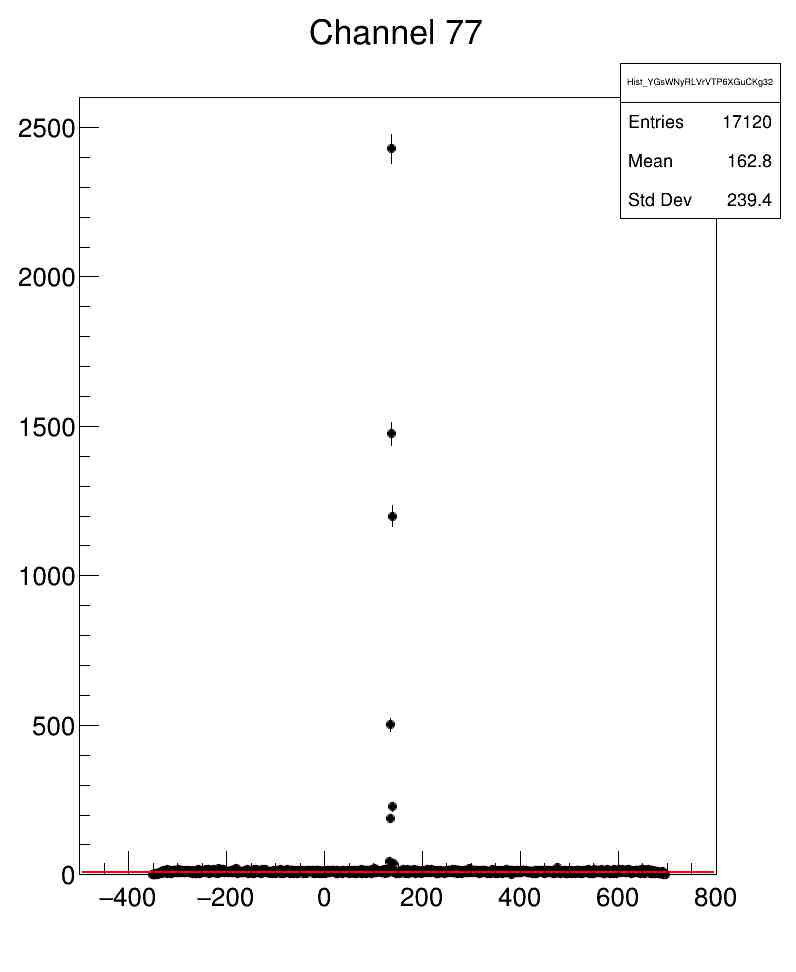 Channel 77
Hist_YGsWNyRLVrVTP6XGuCKg32
Entries 17120
Mean 162.8
Std Dev 239.4
2500
2000
1500
1000
500
0
−400 −200 0 200 400 600 800